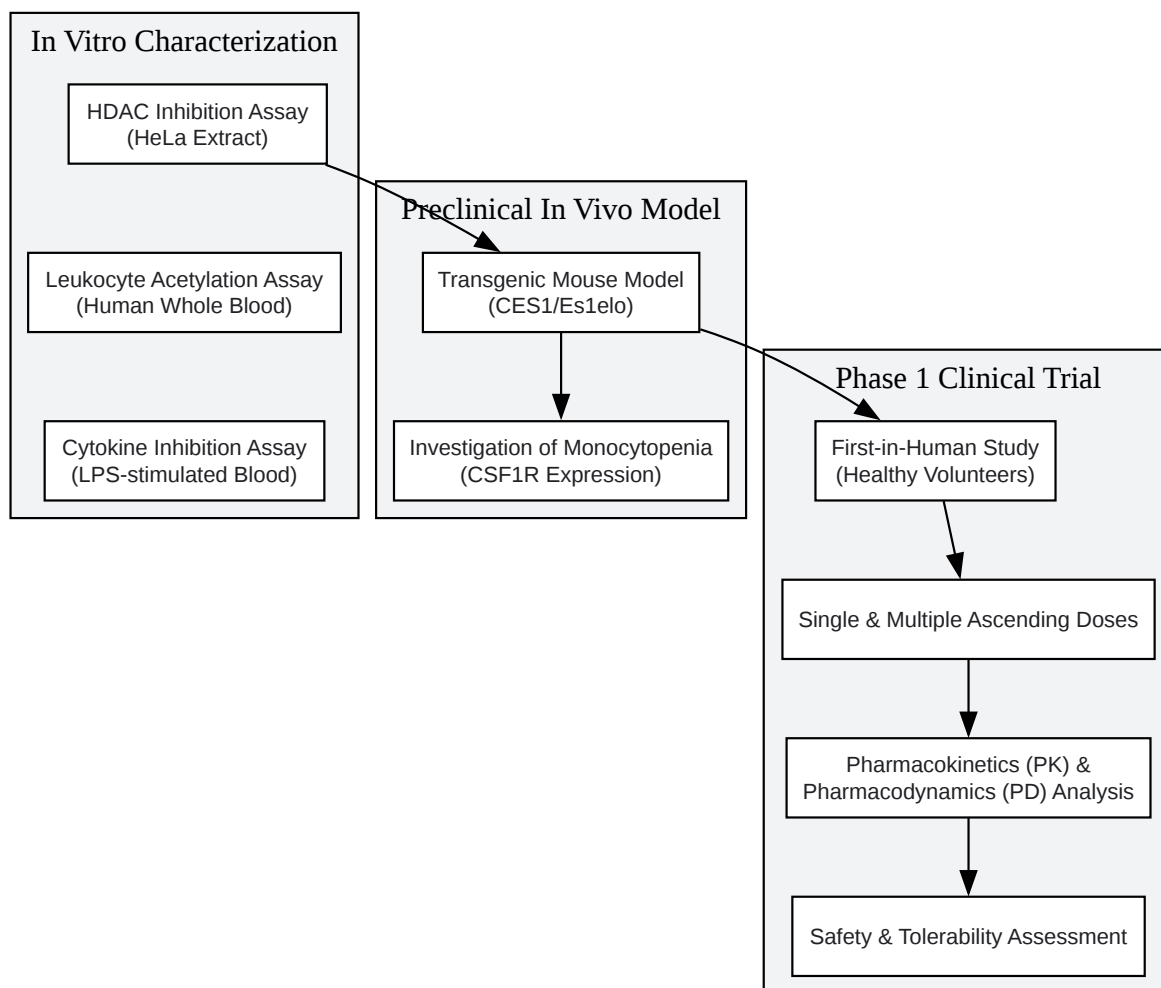 In Vitro Characterization
HDAC Inhibition Assay
(HeLa Extract)
Leukocyte Acetylation Assay
(Human Whole Blood)
Cytokine Inhibition Assay
(LPS-stimulated Blood)
Preclinical In Vivo Model
Transgenic Mouse Model
(CES1/Es1elo)
Investigation of Monocytopenia
(CSF1R Expression)
Phase 1 Clinical Trial
First-in-Human Study
(Healthy Volunteers)
Single & Multiple Ascending Doses
Pharmacokinetics (PK) &
Pharmacodynamics (PD) Analysis
Safety & Tolerability Assessment